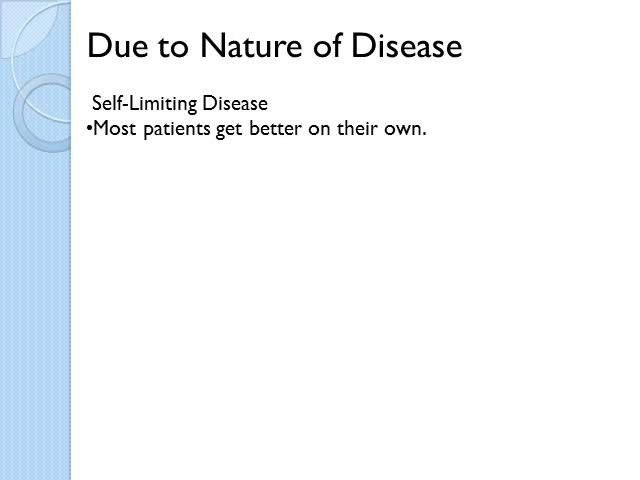 Due to Nature of Disease
Self-Limiting Disease
•Most patients get better on their own.